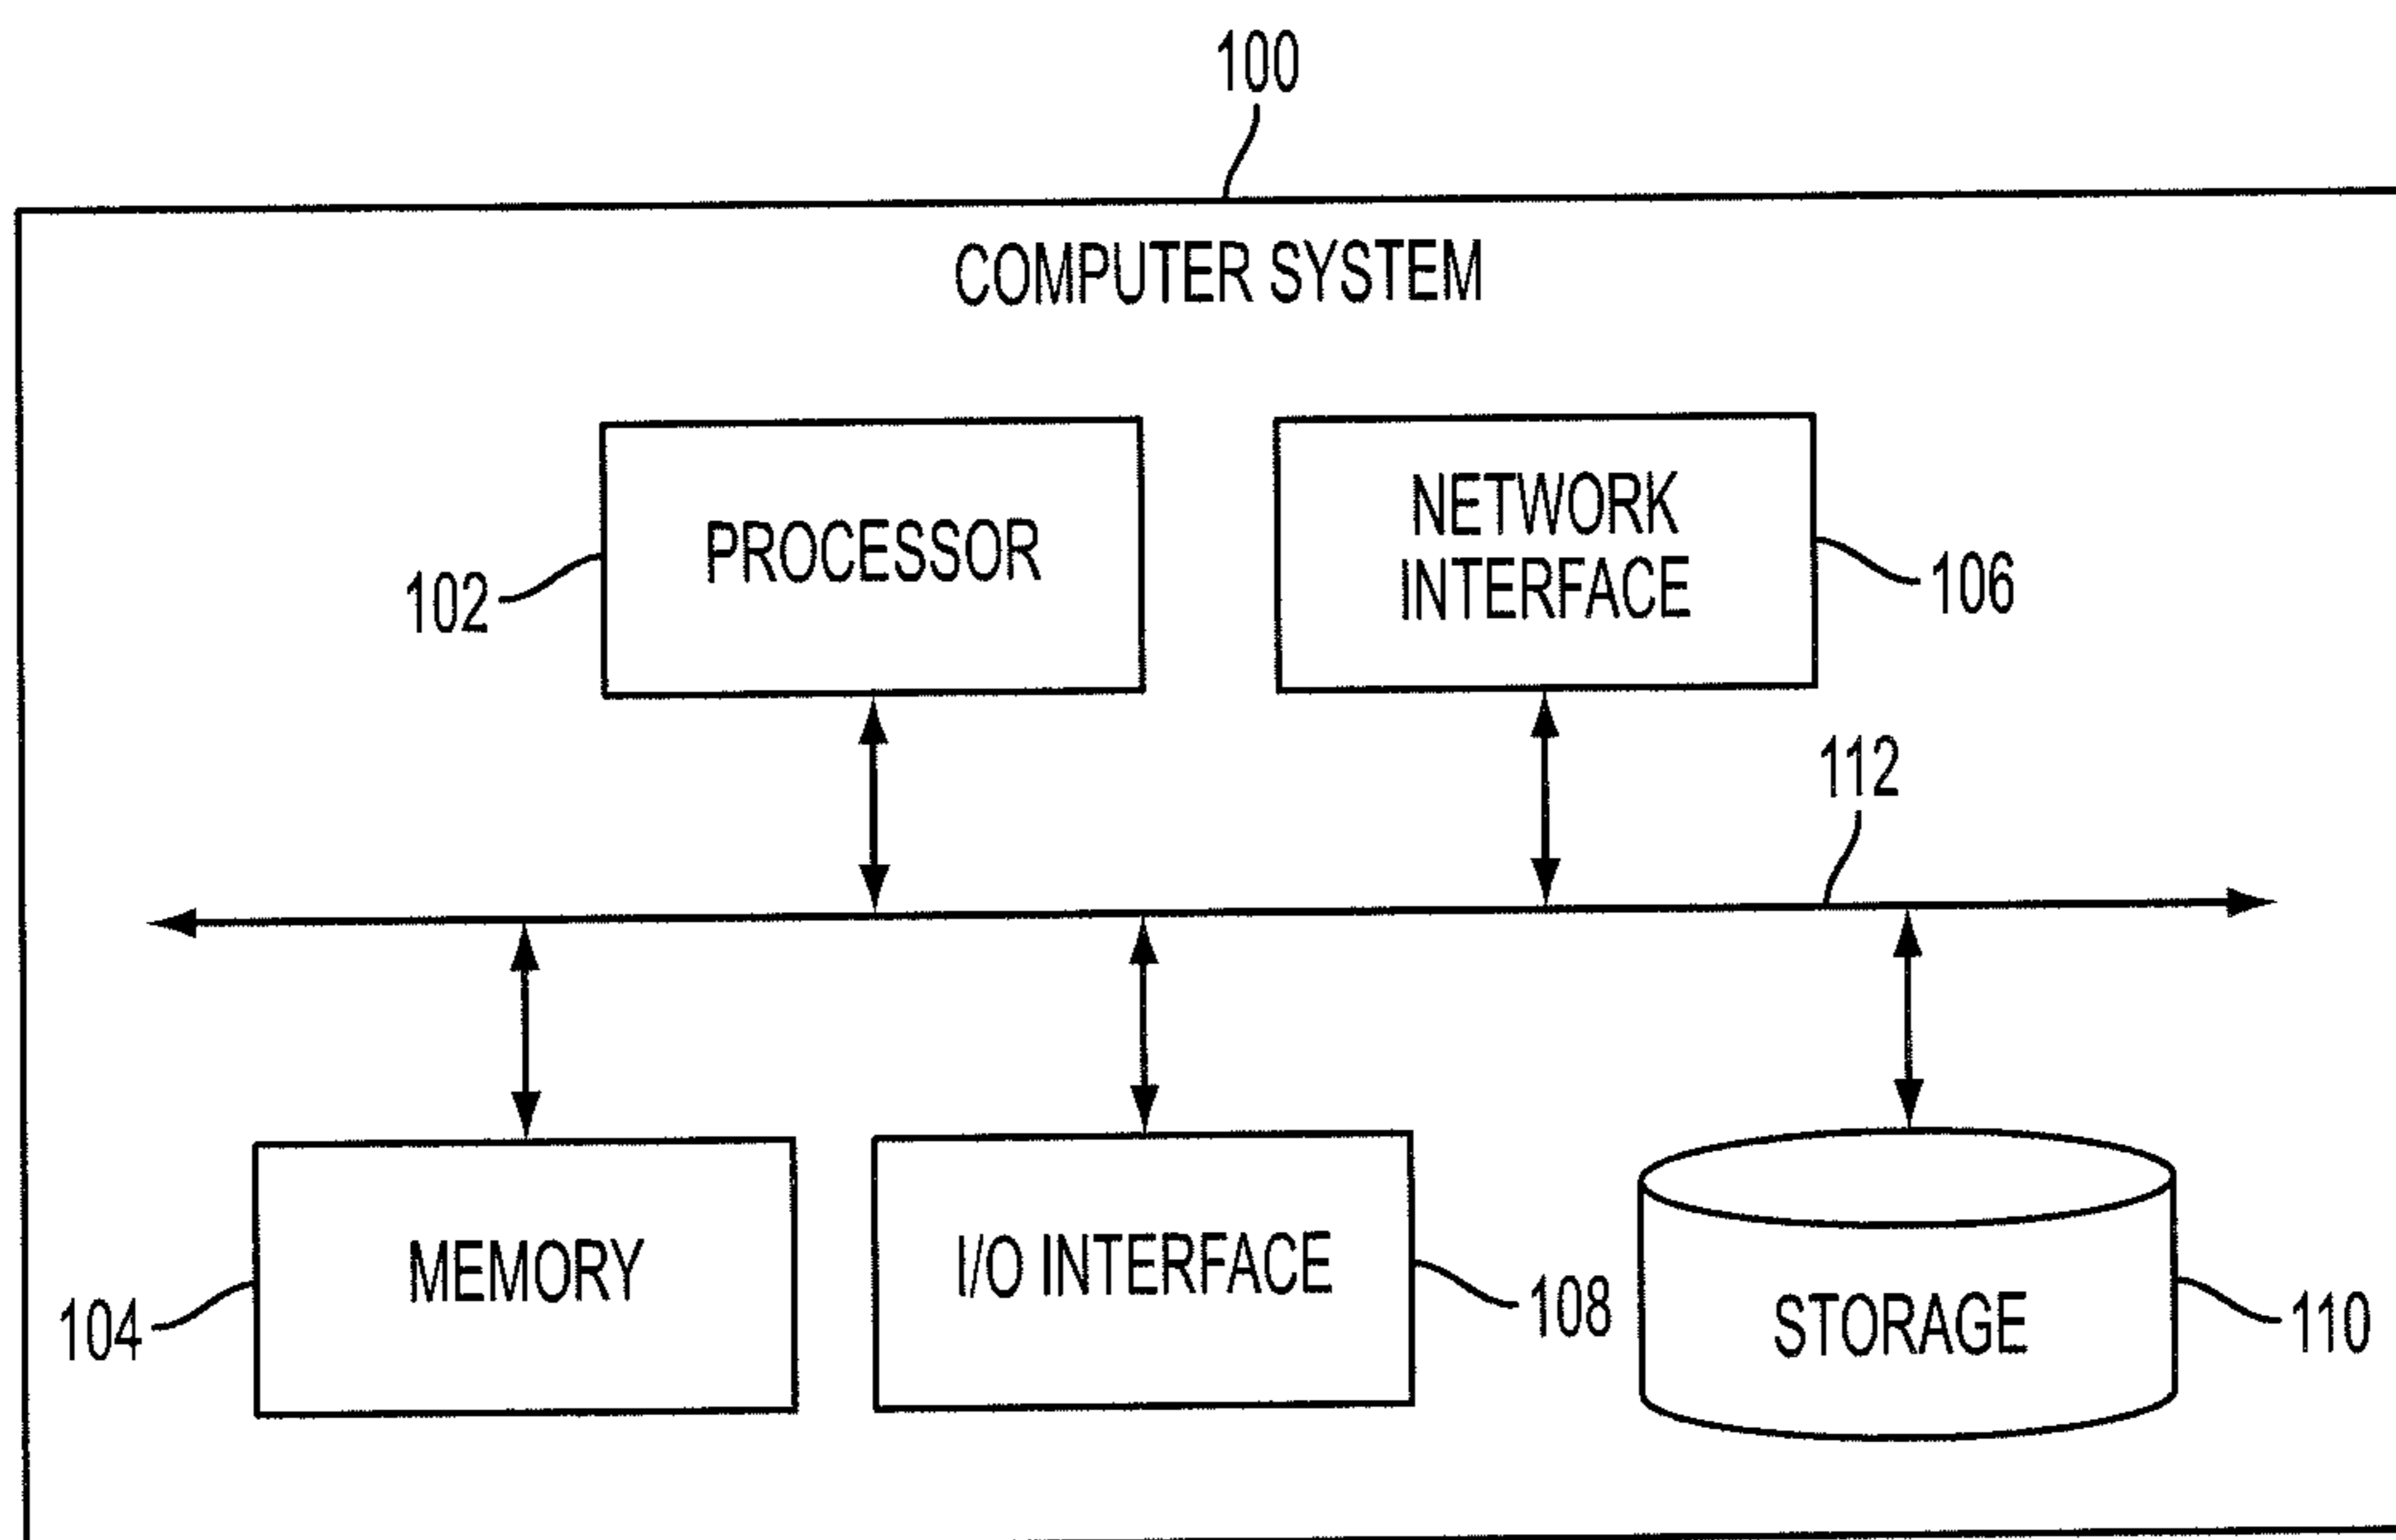 100
COMPUTER SYSTEM
PROCESSOR
NETWORK
INTERFACE
102
106
112
MEMORY
I/O INTERFACE
STORAGE
104
108
110